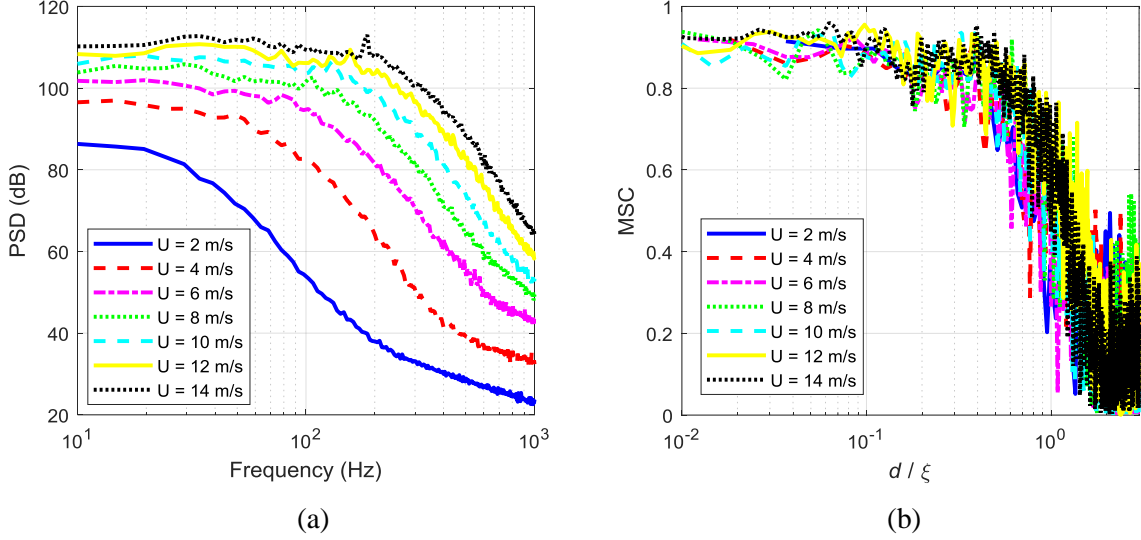 120
100
80
60
40
20
PSD (dB)
U = 2 m/s
U = 4 m/s
U = 6 m/s
U = 8 m/s
U = 10 m/s
U = 12 m/s
U = 14 m/s
10^1
10^2
10^3
Frequency (Hz)
(a)
1
0.8
0.6
0.4
0.2
0
MSC
U = 2 m/s
U = 4 m/s
U = 6 m/s
U = 8 m/s
U = 10 m/s
U = 12 m/s
U = 14 m/s
10^-2
10^-1
10^0
d / ξ
(b)